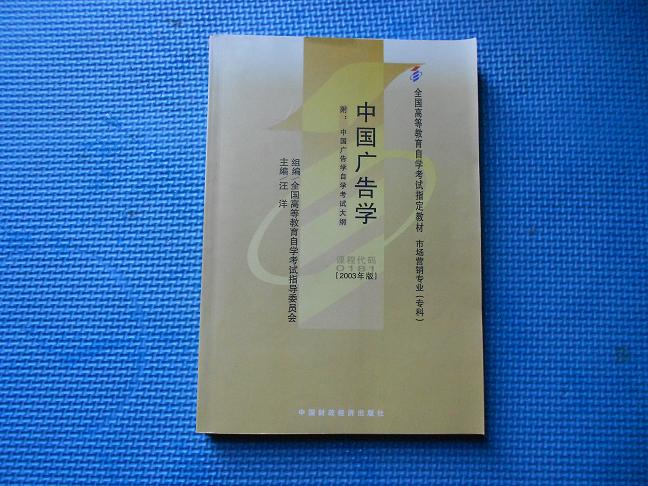 全国高等教育自学考试指定教材 市场营销专业（专科）
中国广告学
附：中国广告学自学考试大纲
课程代码
0181
[2003年版]
组编/全国高等教育自学考试指导委员会
主编/汪洋
中国财政经济出版社